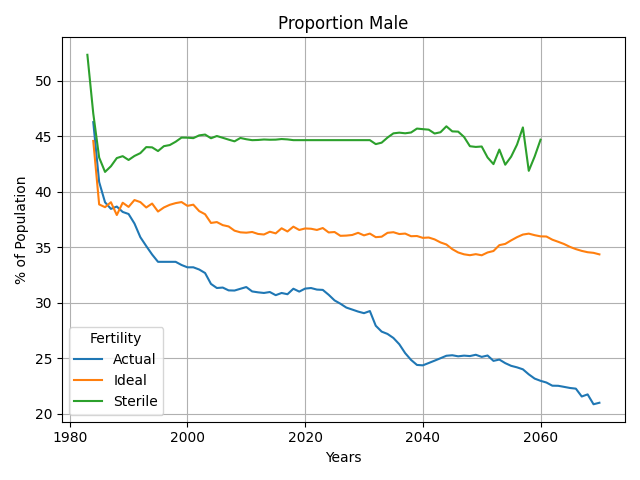 Proportion Male
% of Population
50
45
40
35
30
25
20
Fertility
Actual
Ideal
Sterile
1980
2000
2020
2040
2060
Years